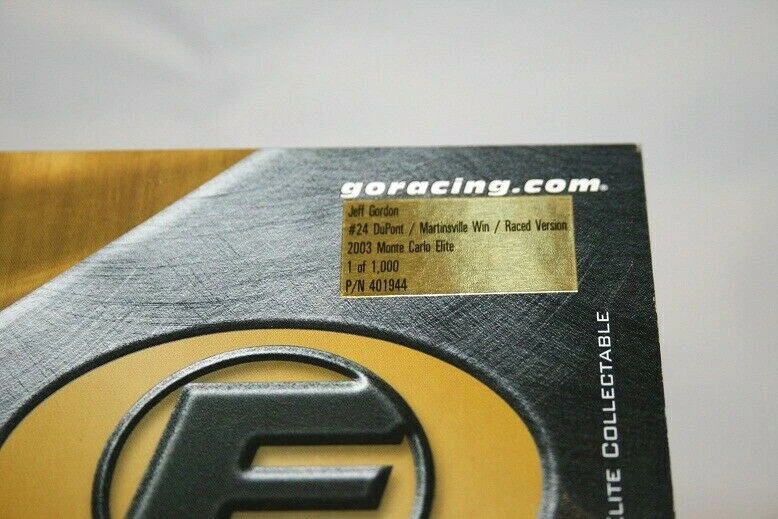 goracing.com®
Jeff Gordon
#24 DuPont / Martinsville Win / Raced Version
2003 Monte Carlo Elite
1 of 1,000
P/N 401944
E
COLLECTABLE